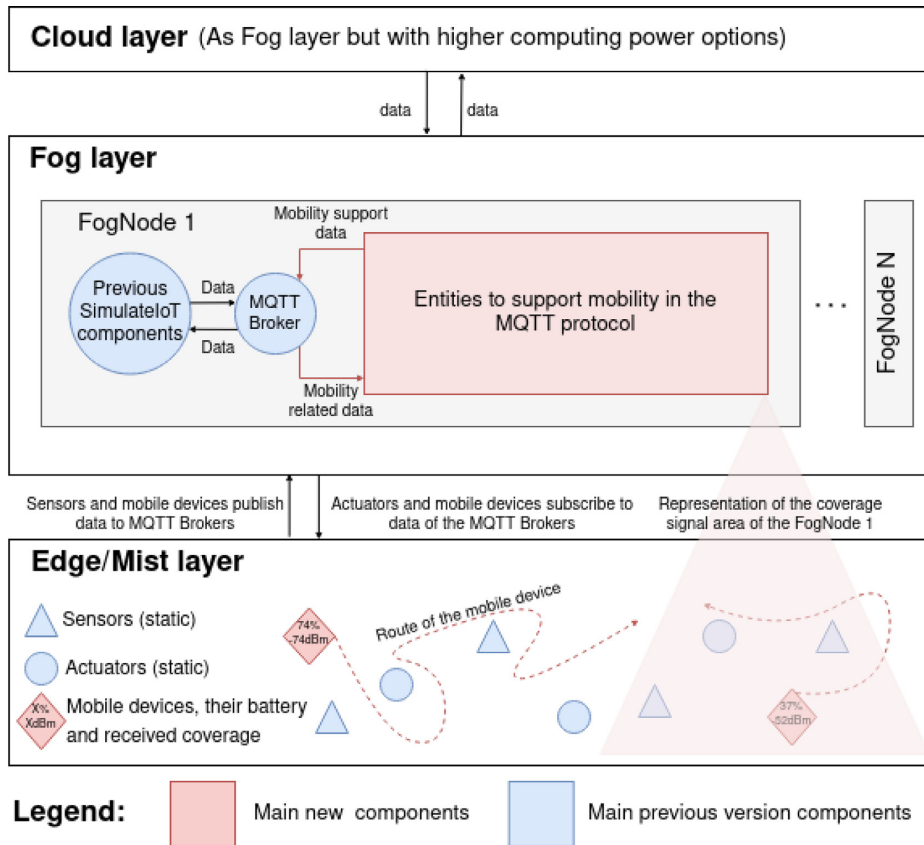 Cloud layer (As Fog layer but with higher computing power options)
data
data
Fog layer
FogNode 1
Mobility support
data
Previous
SimulateIoT
components
Data
Data
MQTT
Broker
Entities to support mobility in the
MQTT protocol
Mobility
related data
...
FogNode N
Sensors and mobile devices publish
data to MQTT Brokers
Actuators and mobile devices subscribe to
data of the MQTT Brokers
Representation of the coverage
signal area of the FogNode 1
Edge/Mist layer
Sensors (static)
Actuators (static)
X%
XdBm
Mobile devices, their battery
and received coverage
74%
-74dBm
Route of the mobile device
37%
-52dBm
Legend:
Main new components
Main previous version components